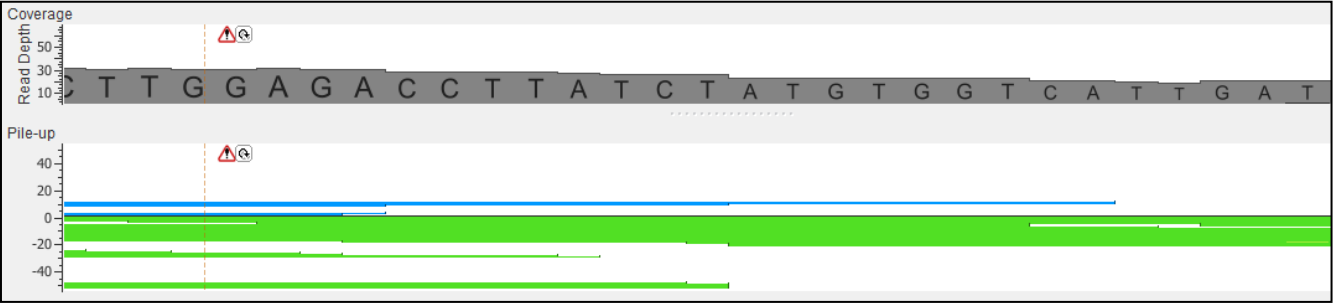 Coverage
Read Depth
50
30
10
C T T G G A G A C C T T A T C T A T G T G G T C A T T G A T
Pile-up
40
20
0
-20
-40